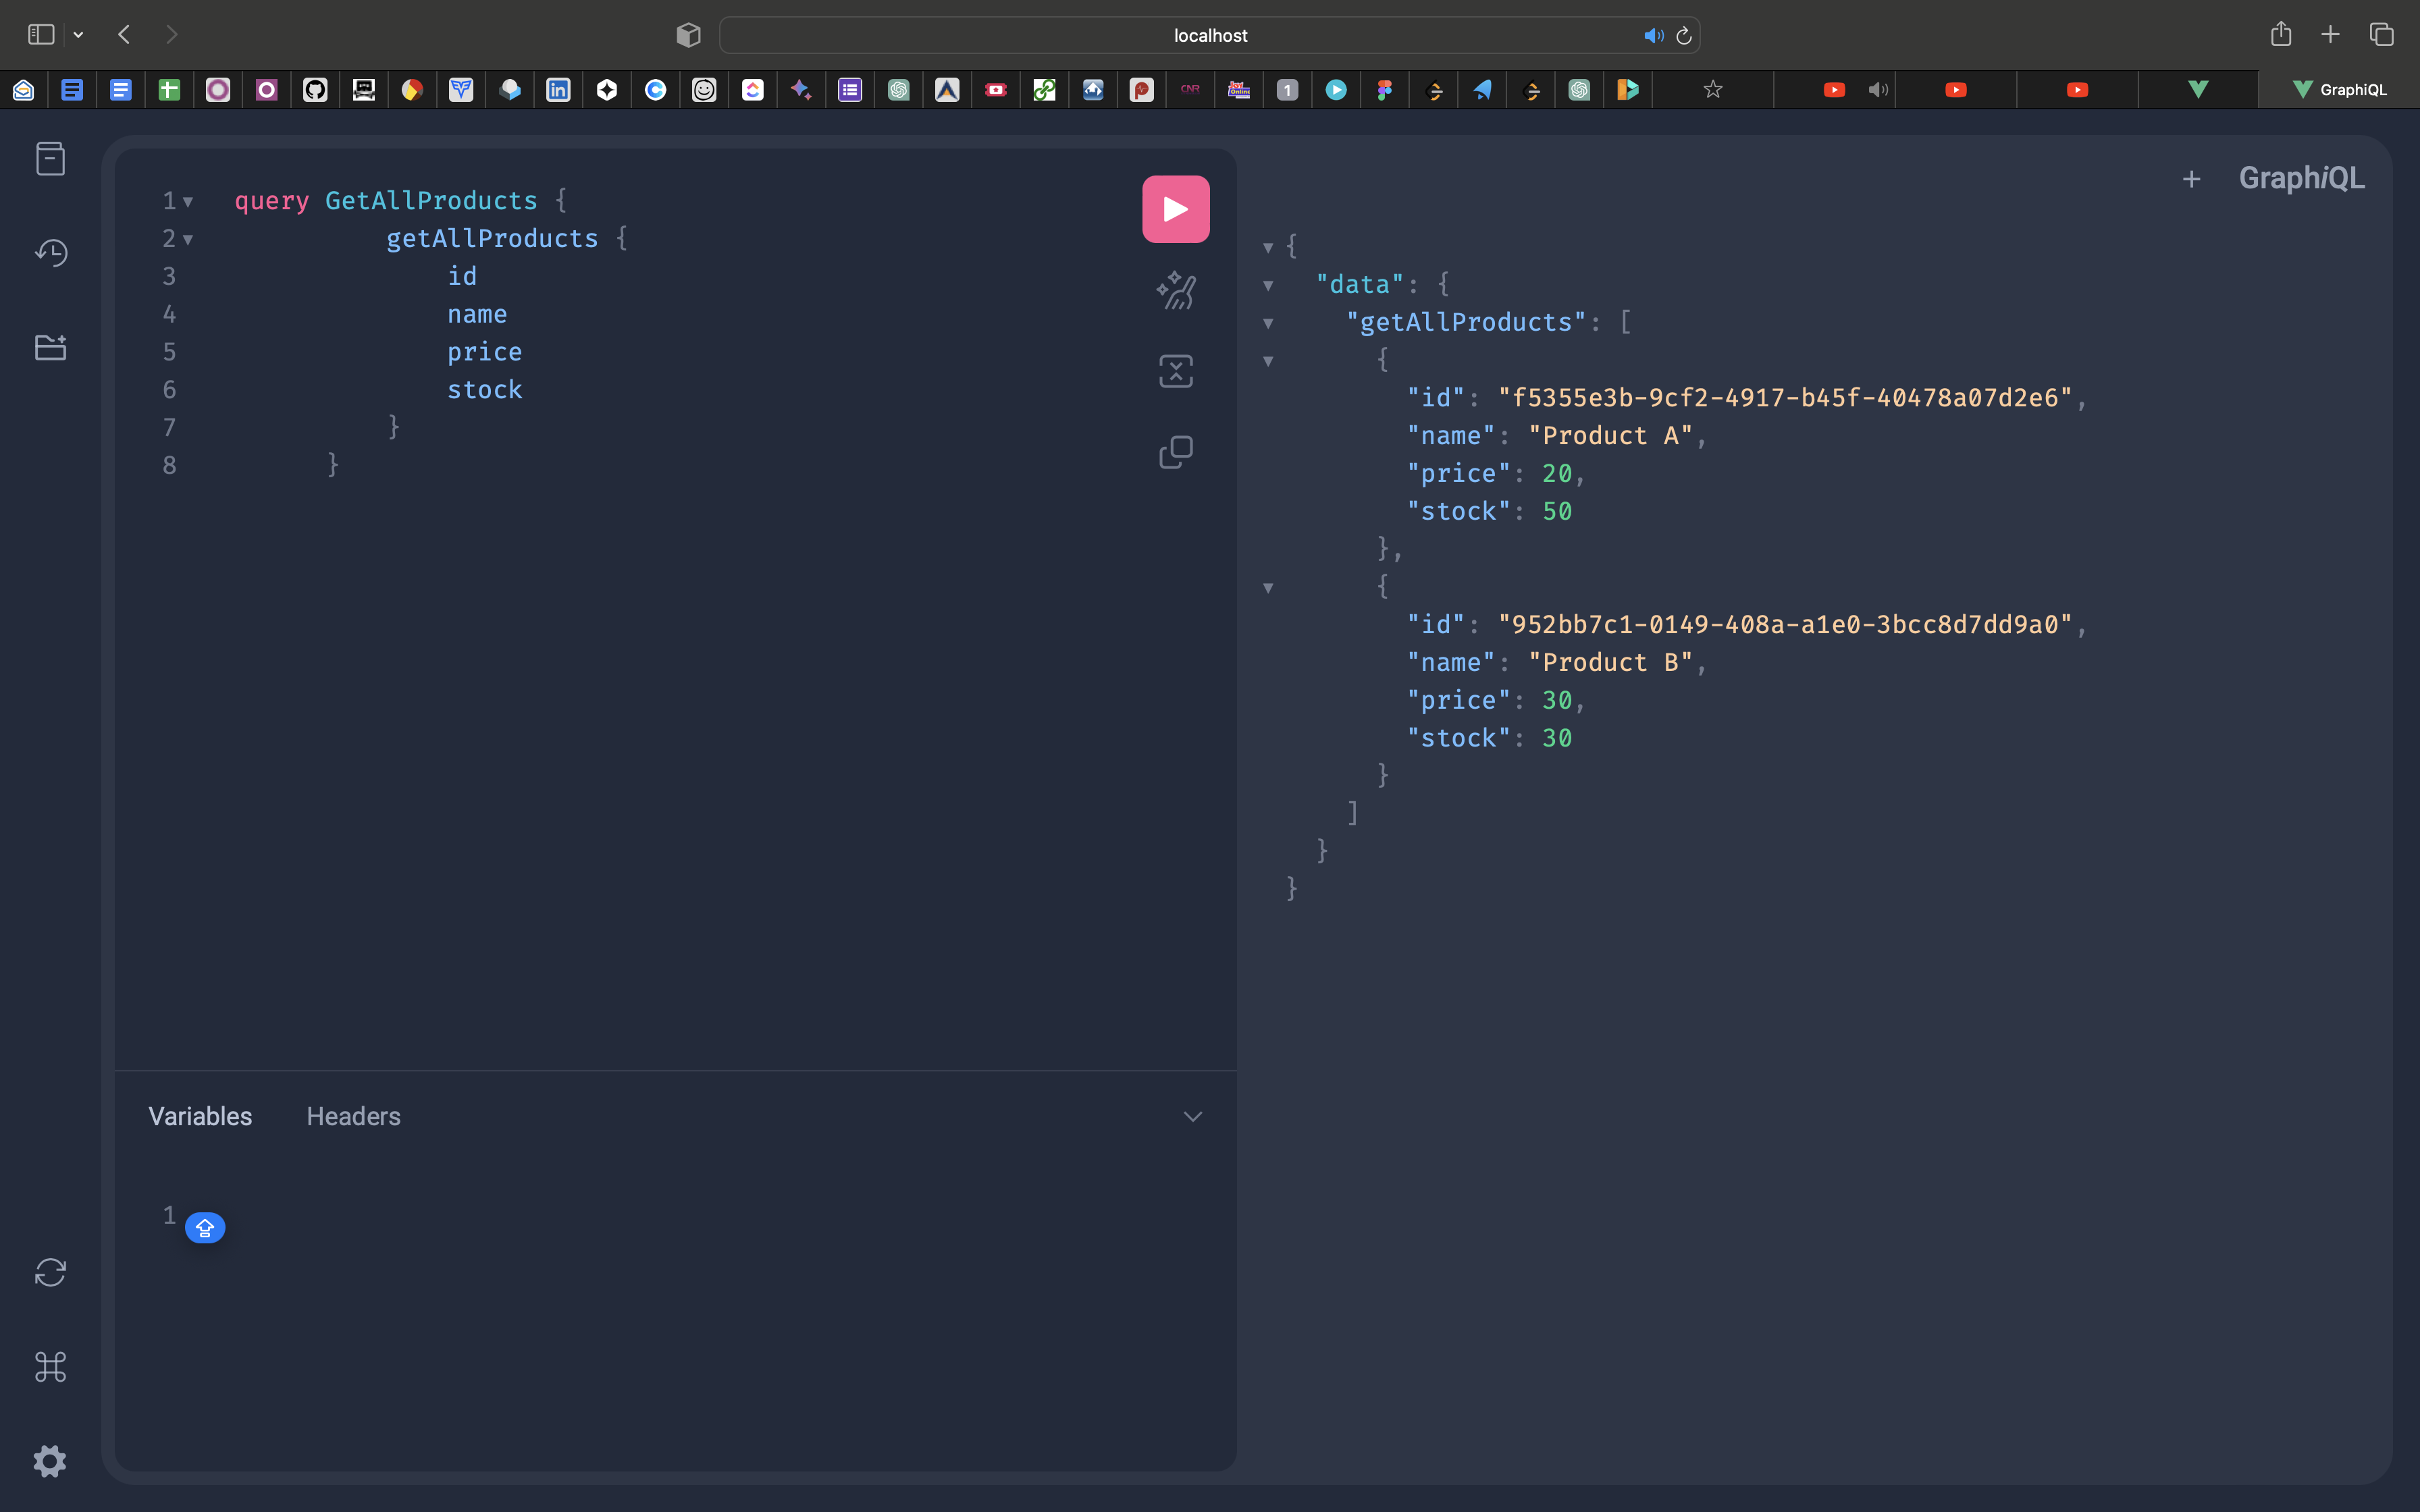 localhost
CNR
1
GraphiQL
GraphiQL
1 query GetAllProducts {
2 getAllProducts {
3 id
4 name
5 price
6 stock
7 }
8 }
{
"data": {
"getAllProducts": [
{
"id": "f5355e3b-9cf2-4917-b45f-40478a07d2e6",
"name": "Product A",
"price": 20,
"stock": 50
},
{
"id": "952bb7c1-0149-408a-a1e0-3bcc8d7dd9a0",
"name": "Product B",
"price": 30,
"stock": 30
}
]
}
}
Variables Headers
1